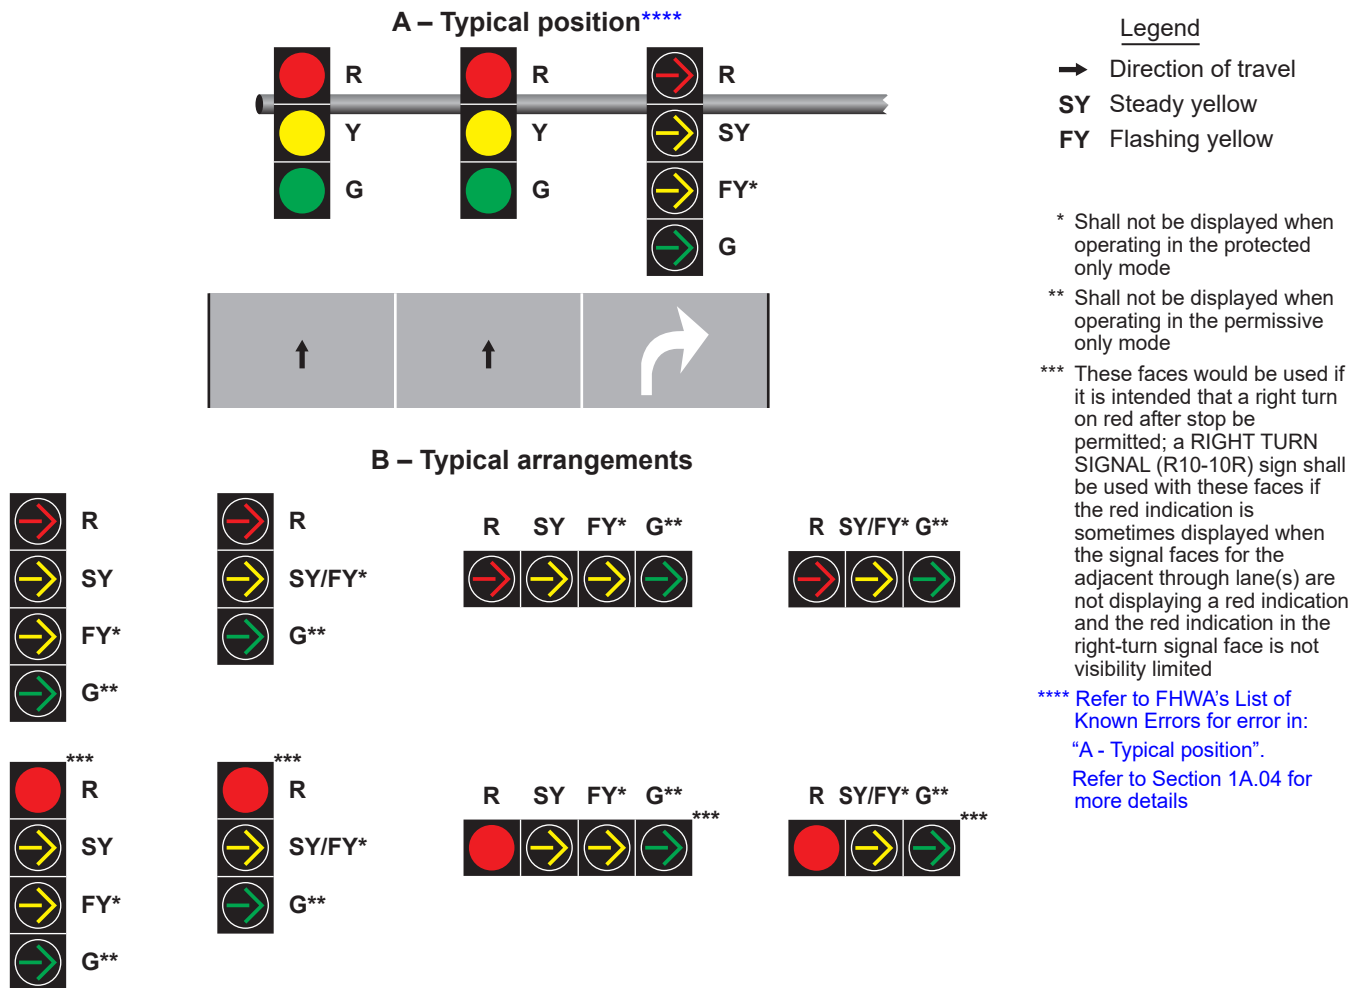 A – Typical position****
R
Y
G
R
Y
G
R
SY
FY*
G
Legend
Direction of travel
SY Steady yellow
FY Flashing yellow
* Shall not be displayed when
operating in the protected
only mode
** Shall not be displayed when
operating in the permissive
only mode
*** These faces would be used if
it is intended that a right turn
on red after stop be
permitted; a RIGHT TURN
SIGNAL (R10-10R) sign shall
be used with these faces if
the red indication is
sometimes displayed when
the signal faces for the
adjacent through lane(s) are
not displaying a red indication
and the red indication in the
right-turn signal face is not
visibility limited
**** Refer to FHWA's List of
Known Errors for error in:
“A - Typical position”.
Refer to Section 1A.04 for
more details
B – Typical arrangements
R
SY
FY*
G**
R
SY/FY*
G**
R SY FY* G**
R SY/FY* G**
***
R
SY
FY*
G**
***
R
SY/FY*
G**
R SY FY* G**
***
R SY/FY* G**
***